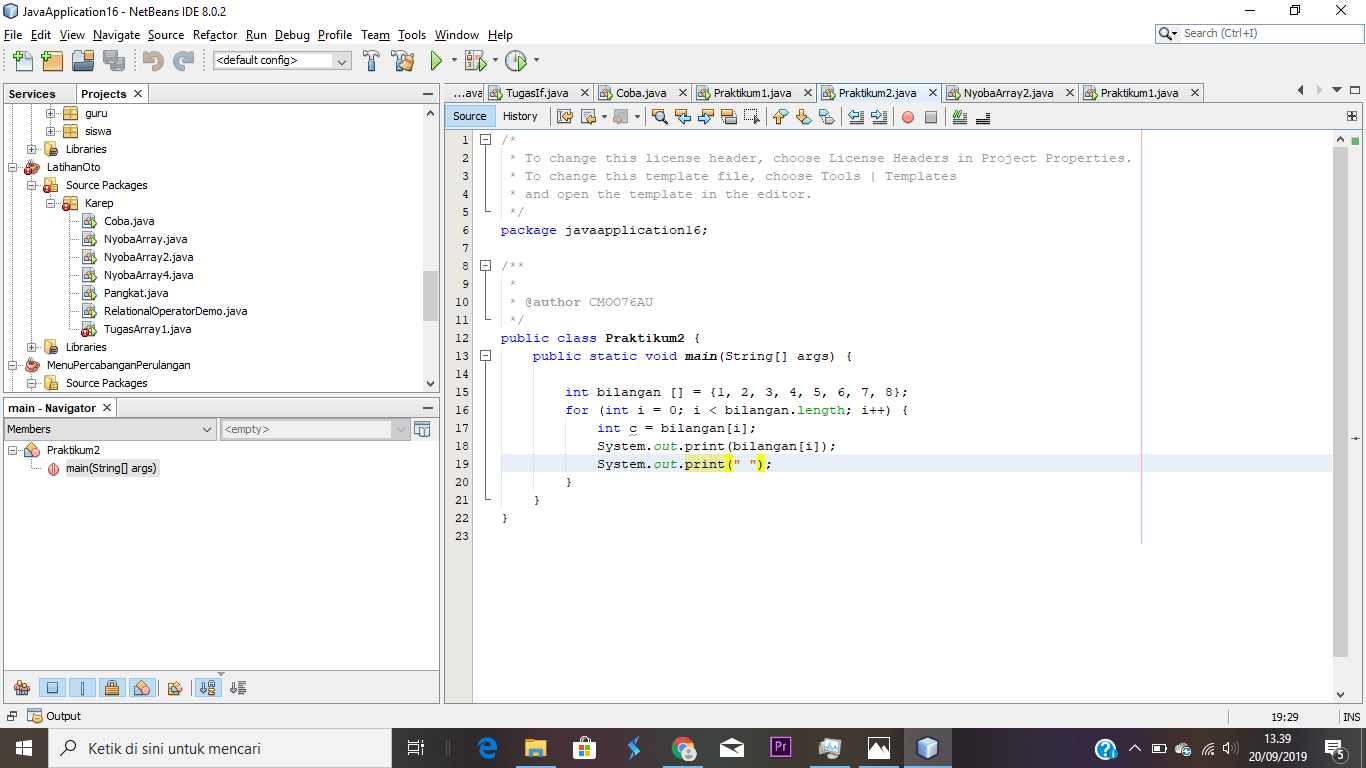 JavaApplication16 - NetBeans IDE 8.0.2
File Edit View Navigate Source Refactor Run Debug Profile Team Tools Window Help
Search (Ctrl+I)
<default config>
Services Projects
guru
siswa
Libraries
LatihanOto
Source Packages
Karep
Coba.java
NyobaArray.java
NyobaArray2.java
NyobaArray4.java
Pangkat.java
RelationalOperatorDemo.java
TugasArray1.java
Libraries
MenuPercabanganPerulangan
Source Packages
main - Navigator
Members <empty>
Praktikum2
main(String[] args)
...ava TugasIf.java Coba.java Praktikum1.java Praktikum2.java NyobaArray2.java Praktikum1.java
Source History
1 /*
2 * To change this license header, choose License Headers in Project Properties.
3 * To change this template file, choose Tools | Templates
4 * and open the template in the editor.
5 */
6 package javaapplication16;
7
8 /**
9 *
10 * @author CMOO76AU
11 */
12 public class Praktikum2 {
13 public static void main(String[] args) {
14
15 int bilangan [] = {1, 2, 3, 4, 5, 6, 7, 8};
16 for (int i = 0; i < bilangan.length; i++) {
17 int c = bilangan[i];
18 System.out.print(bilangan[i]);
19 System.out.print(" ");
20 }
21 }
22 }
23
Output
19:29 INS
Ketik di sini untuk mencari
Pr
13.39
20/09/2019
5